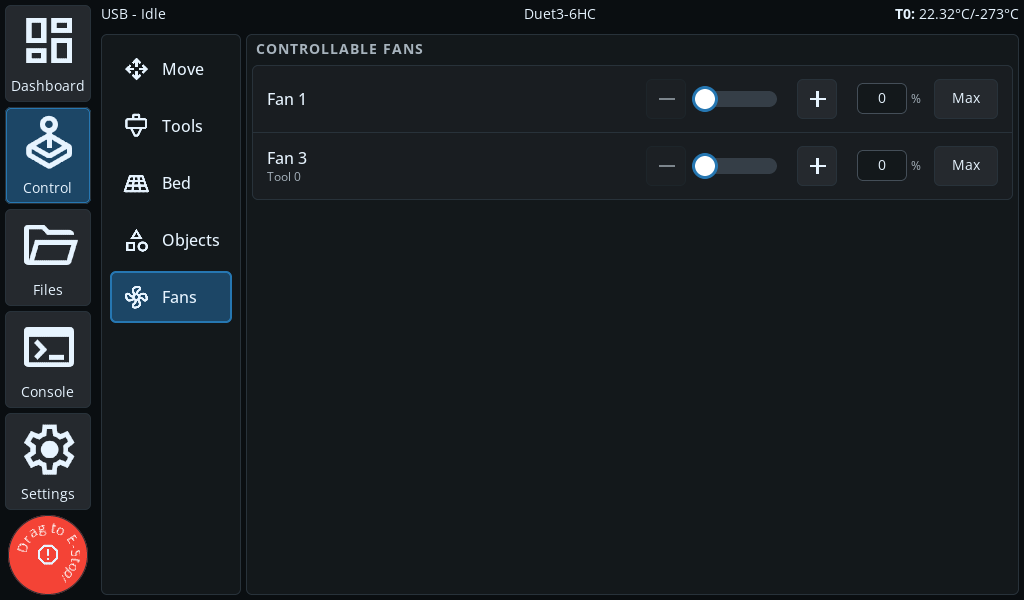 USB - Idle
Duet3-6HC
T0: 22.32°C/-273°C
Dashboard
Control
Files
Console
Settings
Drag to E-Stop!
Move
Tools
Bed
Objects
Fans
CONTROLLABLE FANS
Fan 1
0 %
Max
Fan 3
Tool 0
0 %
Max